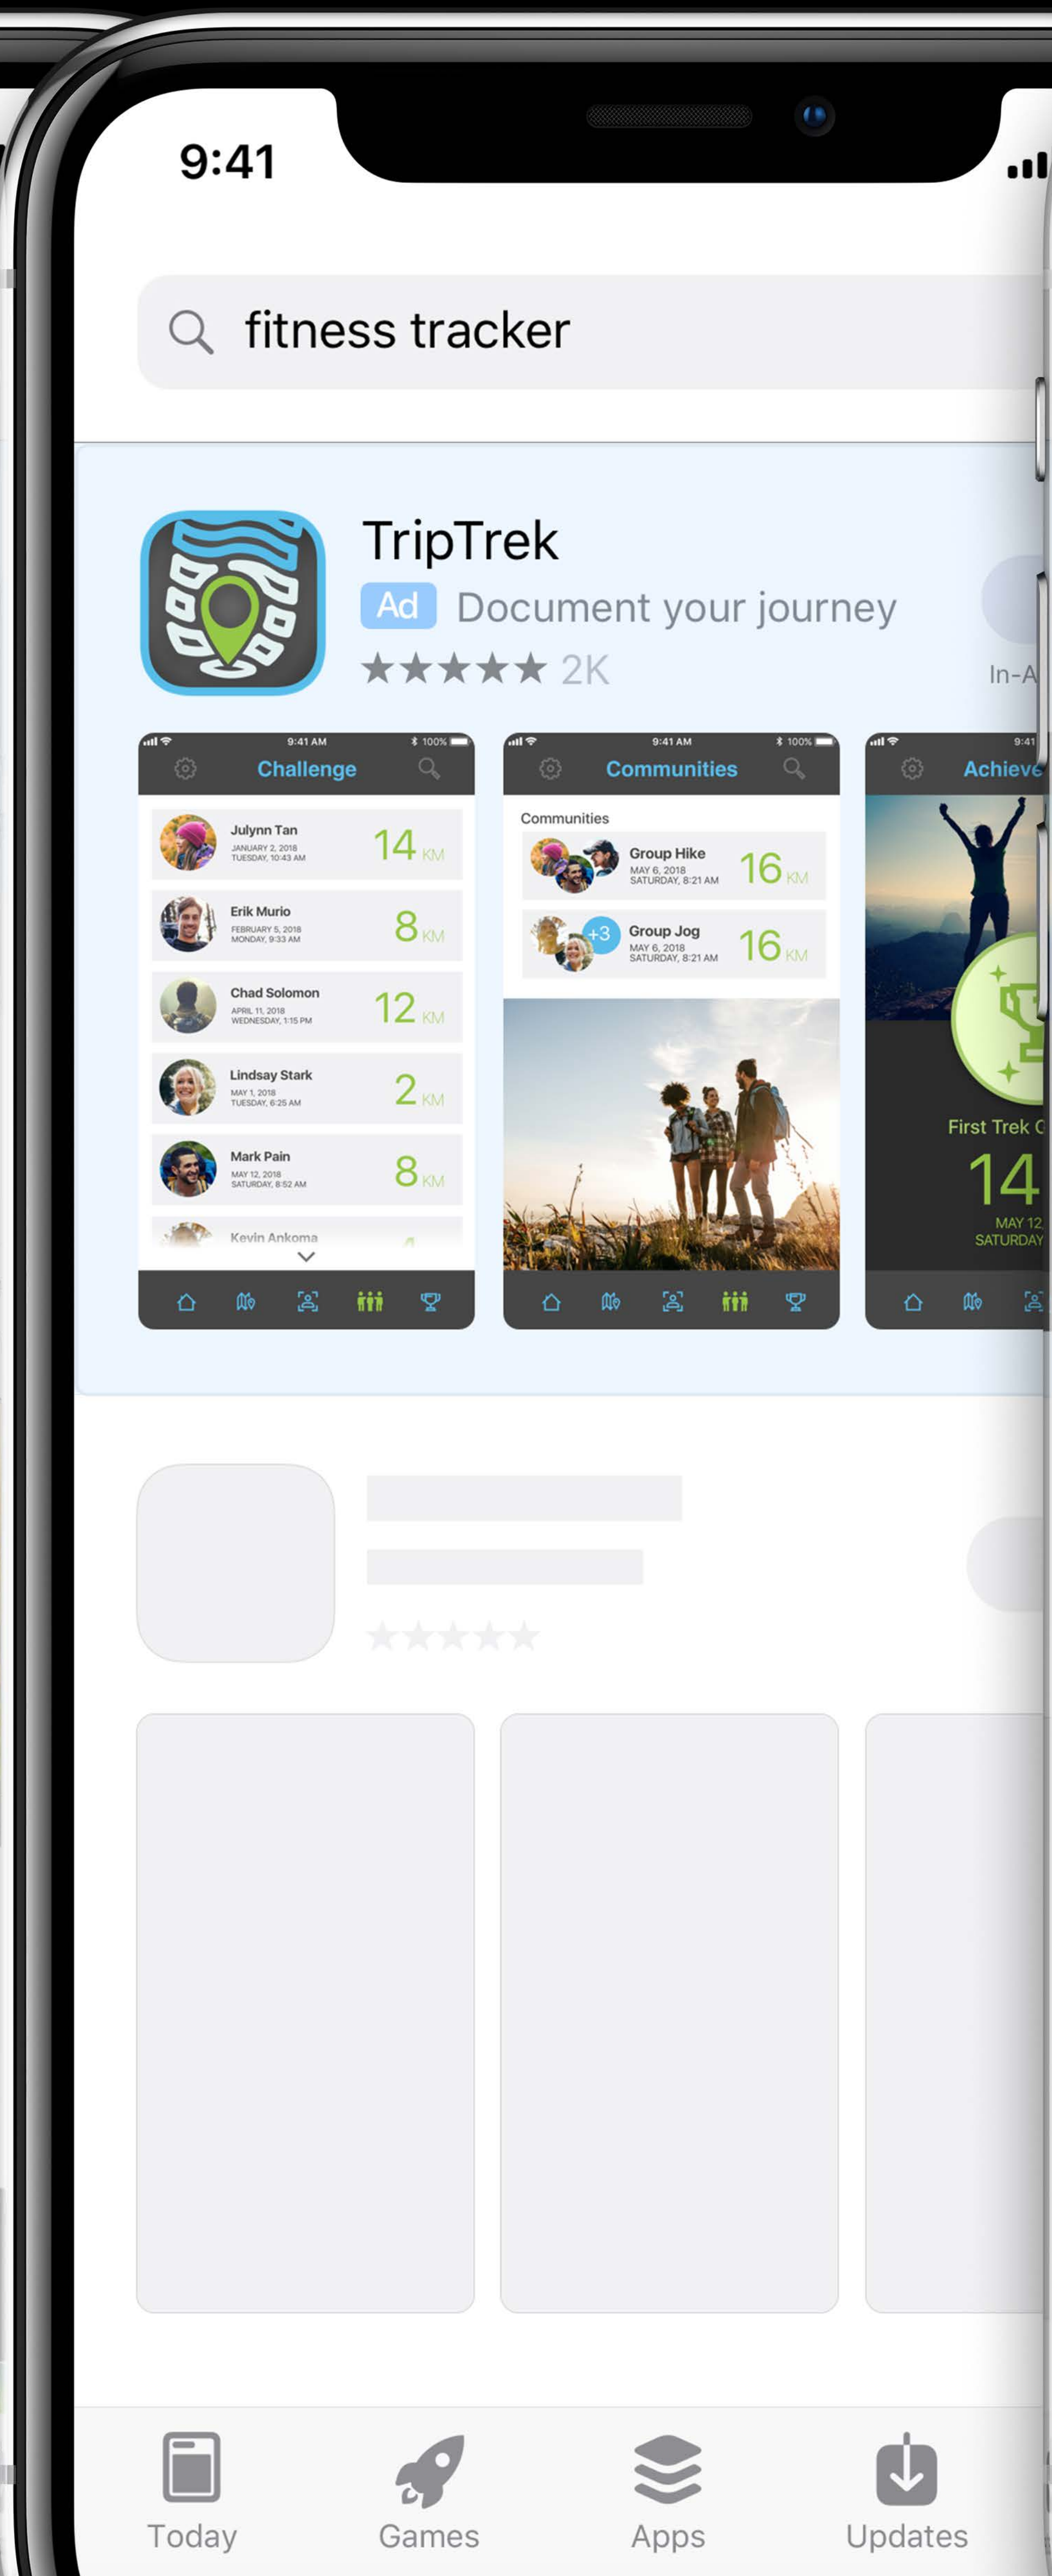 9:41
fitness tracker
TripTrek
Ad Document your journey
2K
In-A
9:41 AM 100%
Challenge
Julynn Tan
JANUARY 2, 2018
TUESDAY, 10:43 AM
14 KM
Erik Murio
FEBRUARY 5, 2018
MONDAY, 9:33 AM
8 KM
Chad Solomon
APRIL 11, 2018
WEDNESDAY, 1:15 PM
12 KM
Lindsay Stark
MAY 1, 2018
TUESDAY, 6:25 AM
2 KM
Mark Pain
MAY 12, 2018
SATURDAY, 8:52 AM
8 KM
Kevin Ankoma
9:41 AM 100%
Communities
Communities
Group Hike
MAY 6, 2018
SATURDAY, 8:21 AM
16 KM
+3
Group Jog
MAY 6, 2018
SATURDAY, 8:21 AM
16 KM
9:41
Achieve
First Trek
14
MAY 12,
SATURDAY
Today
Games
Apps
Updates